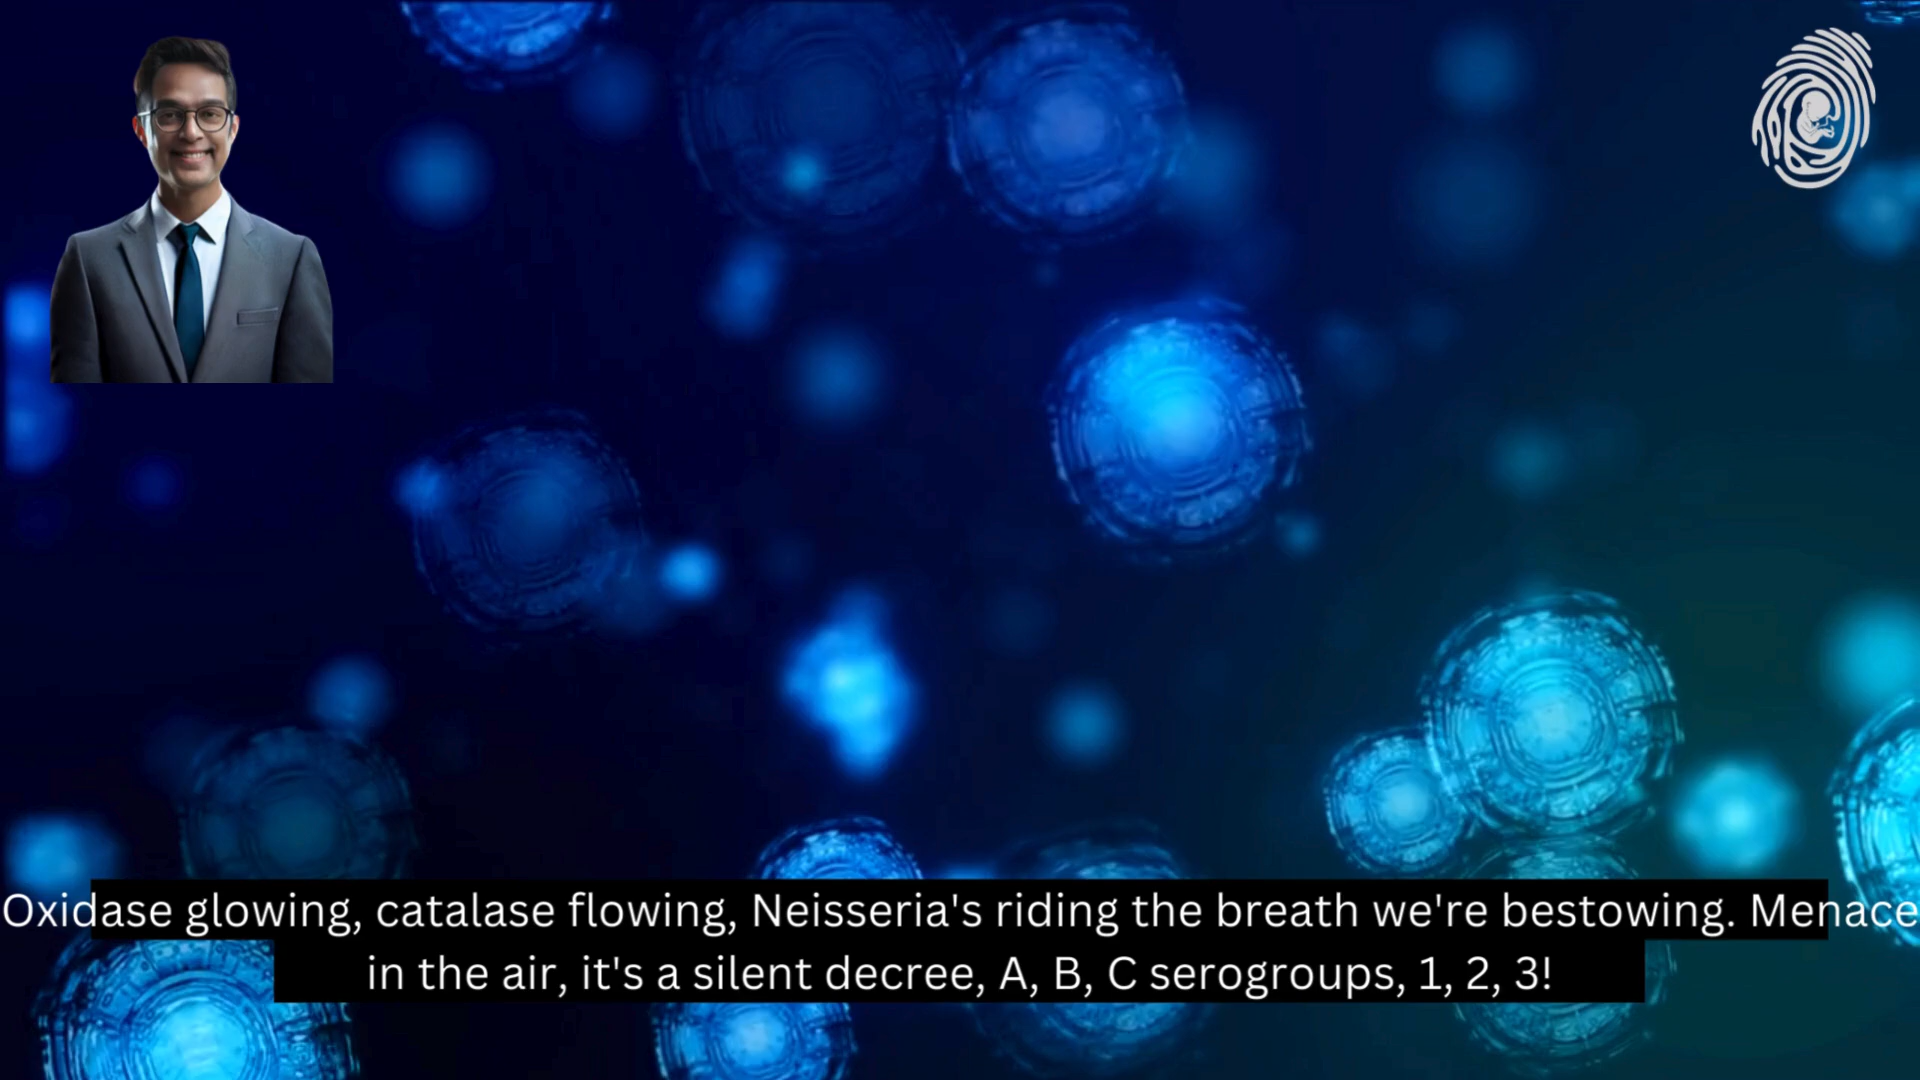 Oxidase glowing, catalase flowing, Neisseria's riding the breath we're bestowing. Menace
in the air, it's a silent decree, A, B, C serogroups, 1, 2, 3!